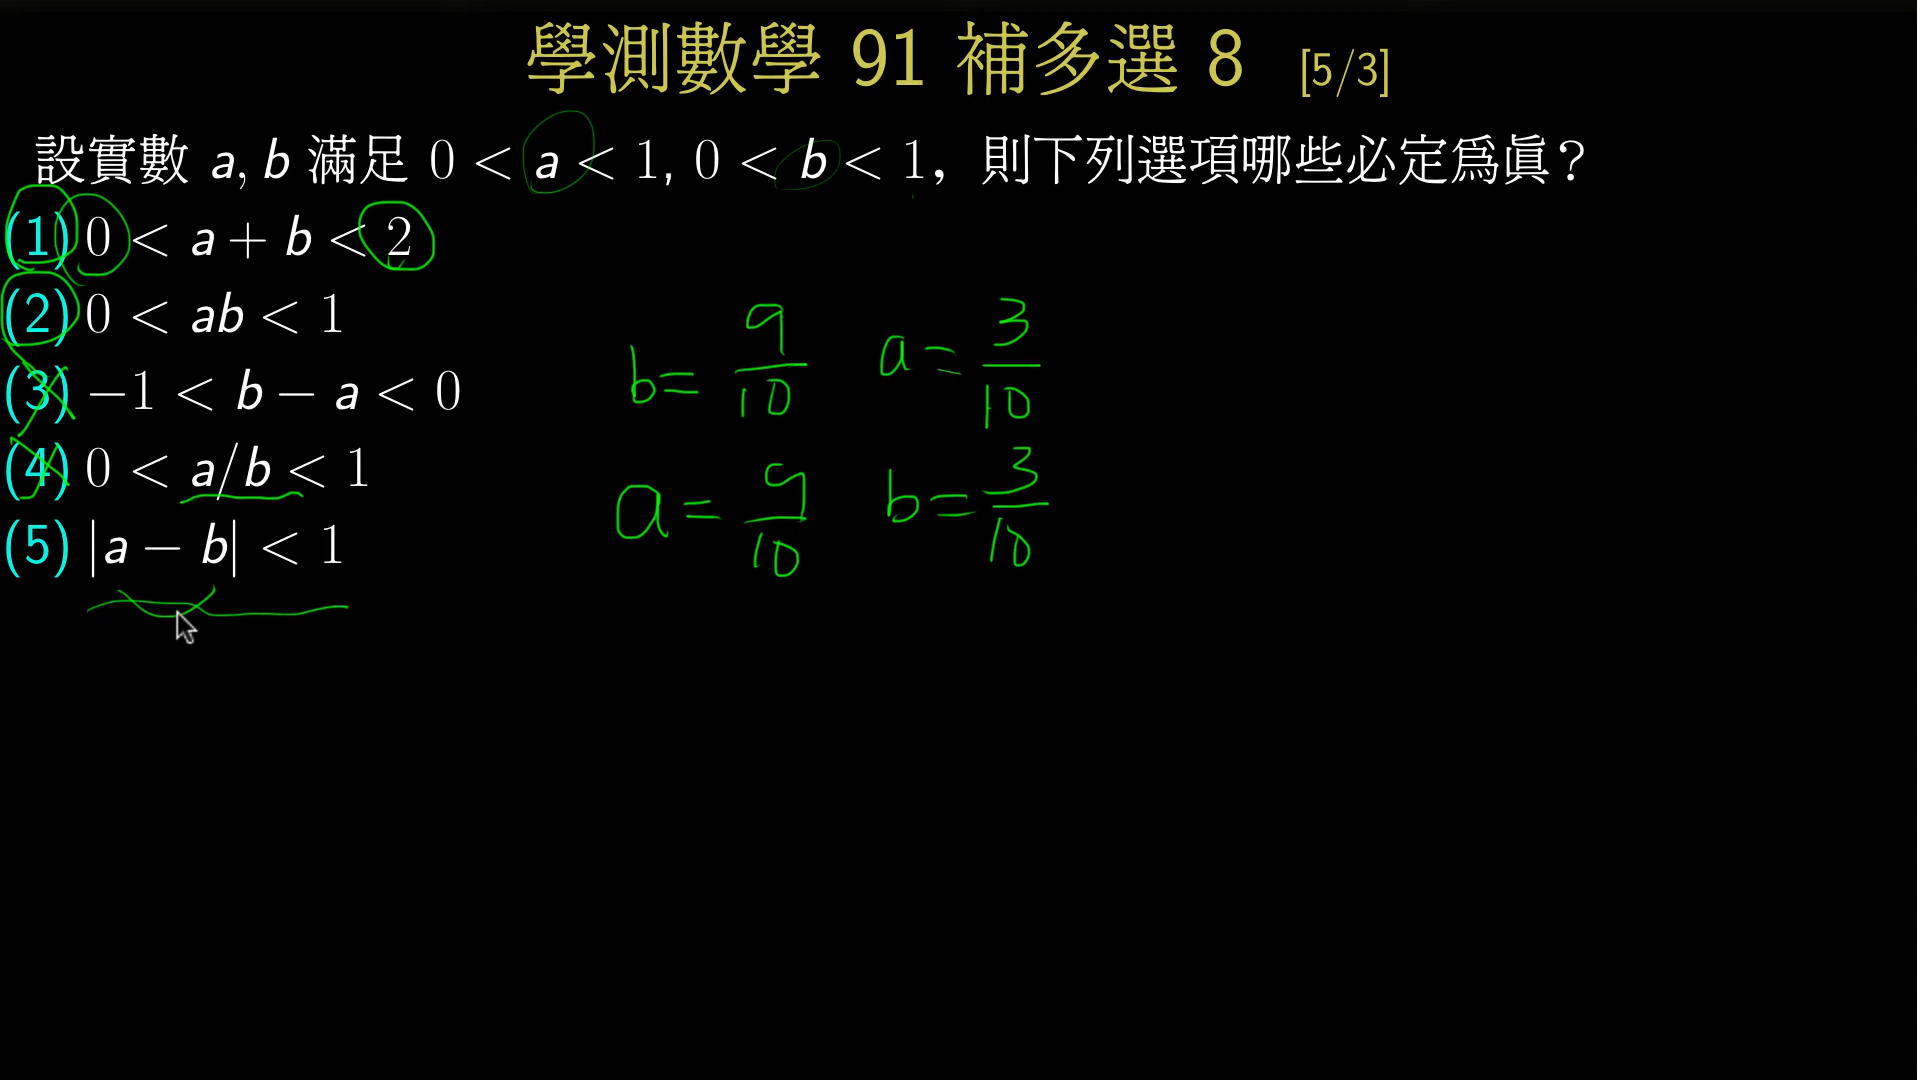 學測數學 91 補多選 8 [5/3]
設實數 a, b 滿足 0 < a < 1, 0 < b < 1，則下列選項哪些必定爲眞？
(1) 0 < a + b < 2
(2) 0 < ab < 1
(3) −1 < b − a < 0
(4) 0 < a/b < 1
(5) |a − b| < 1
b = 9/10 a = 3/10
a = 9/10 b = 3/10